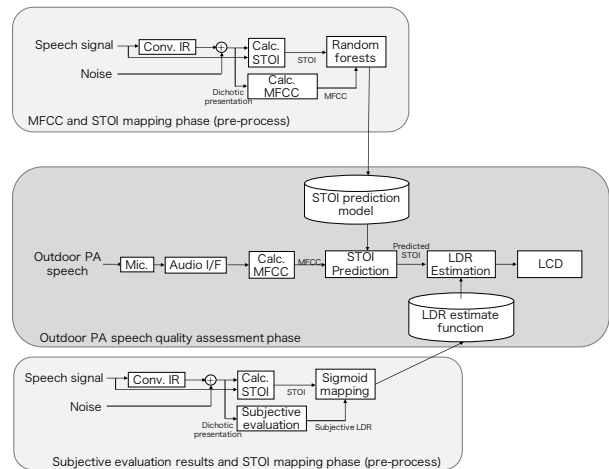 Speech signal
Conv. IR
Calc.
STOI
STOI
Random
forests
Noise
Dichotic
presentation
Calc.
MFCC
MFCC
MFCC and STOI mapping phase (pre-process)
STOI prediction
model
Outdoor PA
speech
Mic.
Audio I/F
Calc.
MFCC
MFCC
STOI
Prediction
Predicted
STOI
LDR
Estimation
LCD
LDR estimate
function
Outdoor PA speech quality assessment phase
Speech signal
Conv. IR
Calc.
STOI
STOI
Sigmoid
mapping
Noise
Dichotic
presentation
Subjective
evaluation
Subjective LDR
Subjective evaluation results and STOI mapping phase (pre-process)